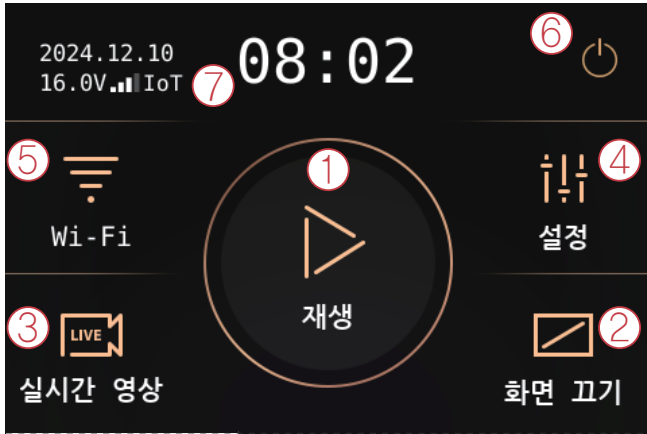 2024.12.10
16.0V IoT
⑦
08:02
⑥
⑤
Wi-Fi
①
재생
④
설정
③
LIVE
실시간 영상
②
화면 끄기